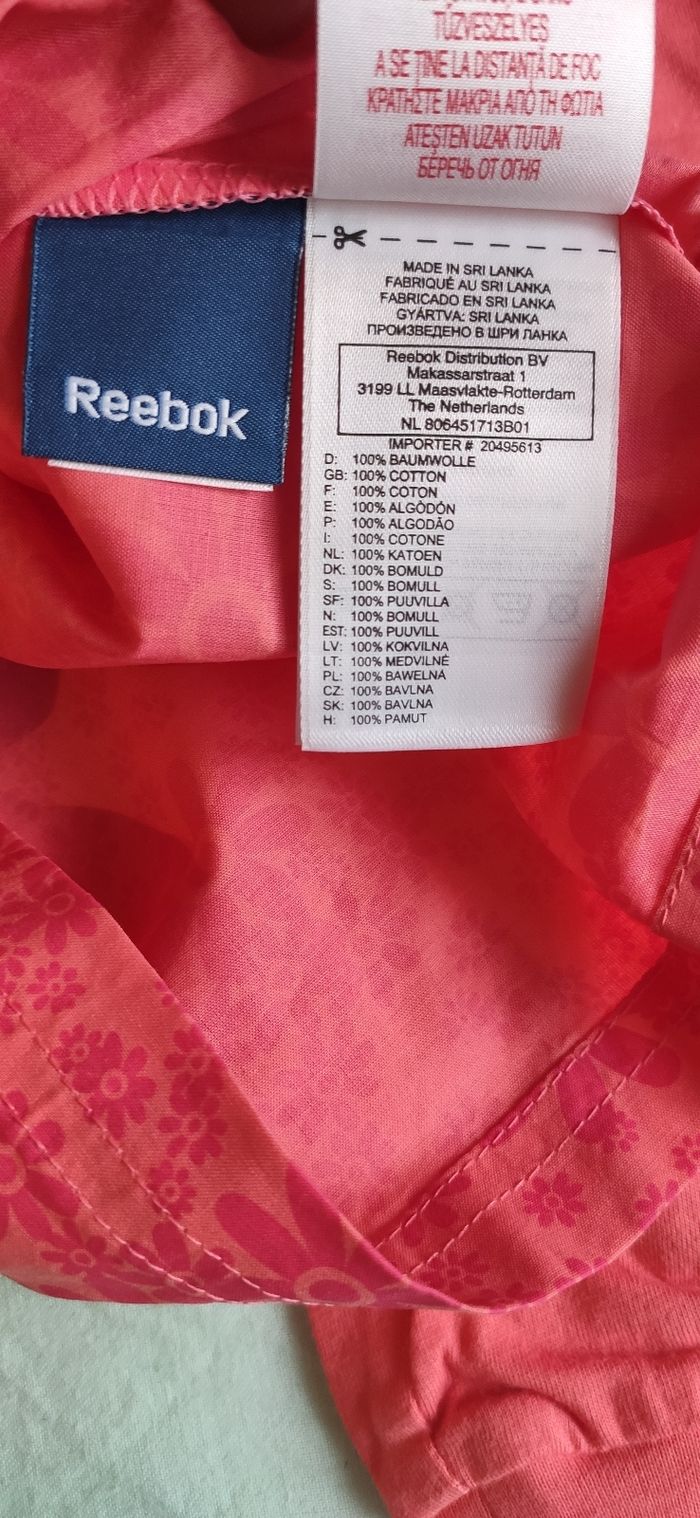 TŰZVESZELYES
A SE ŢINE LA DISTANŢĂ DE FOC
ΚΡΑΤΗΣΤΕ ΜΑΚΡΙΑ ΑΠΟ ΤΗ ΦΩΤΙΑ
ATEŞTEN UZAK TUTUN
БЕРЕЧЬ ОТ ОГНЯ
Reebok
MADE IN SRI LANKA
FABRIQUÉ AU SRI LANKA
FABRICADO EN SRI LANKA
GYÁRTVA: SRI LANKA
ПРОИЗВЕДЕНО В ШРИ ЛАНКА
Reebok Distribution BV
Makassarstraat 1
3199 LL Maasvlakte-Rotterdam
The Netherlands
NL 806451713B01
IMPORTER # 20495613
D: 100% BAUMWOLLE
GB: 100% COTTON
F: 100% COTON
E: 100% ALGÒDÓN
P: 100% ALGODÃO
I: 100% COTONE
NL: 100% KATOEN
DK: 100% BOMULD
S: 100% BOMULL
SF: 100% PUUVILLA
N: 100% BOMULL
EST: 100% PUUVILL
LV: 100% KOKVILNA
LT: 100% MEDVILNĖ
PL: 100% BAWEŁNA
CZ: 100% BAVLNA
SK: 100% BAVLNA
H: 100% PAMUT